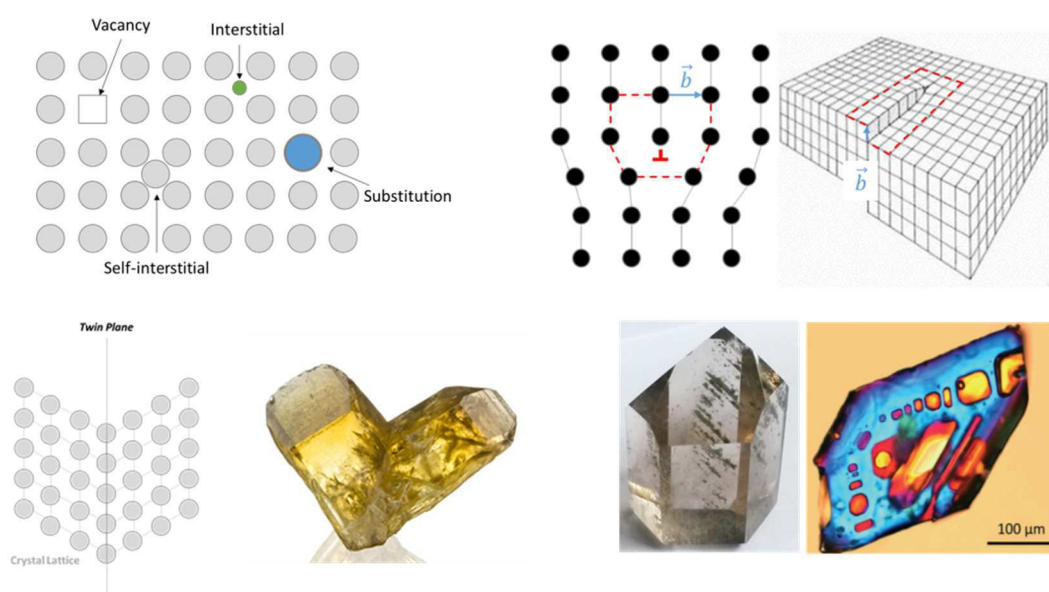 Vacancy
Interstitial
Substitution
Self-interstitial
b
b
Twin Plane
Crystal Lattice
100 μm